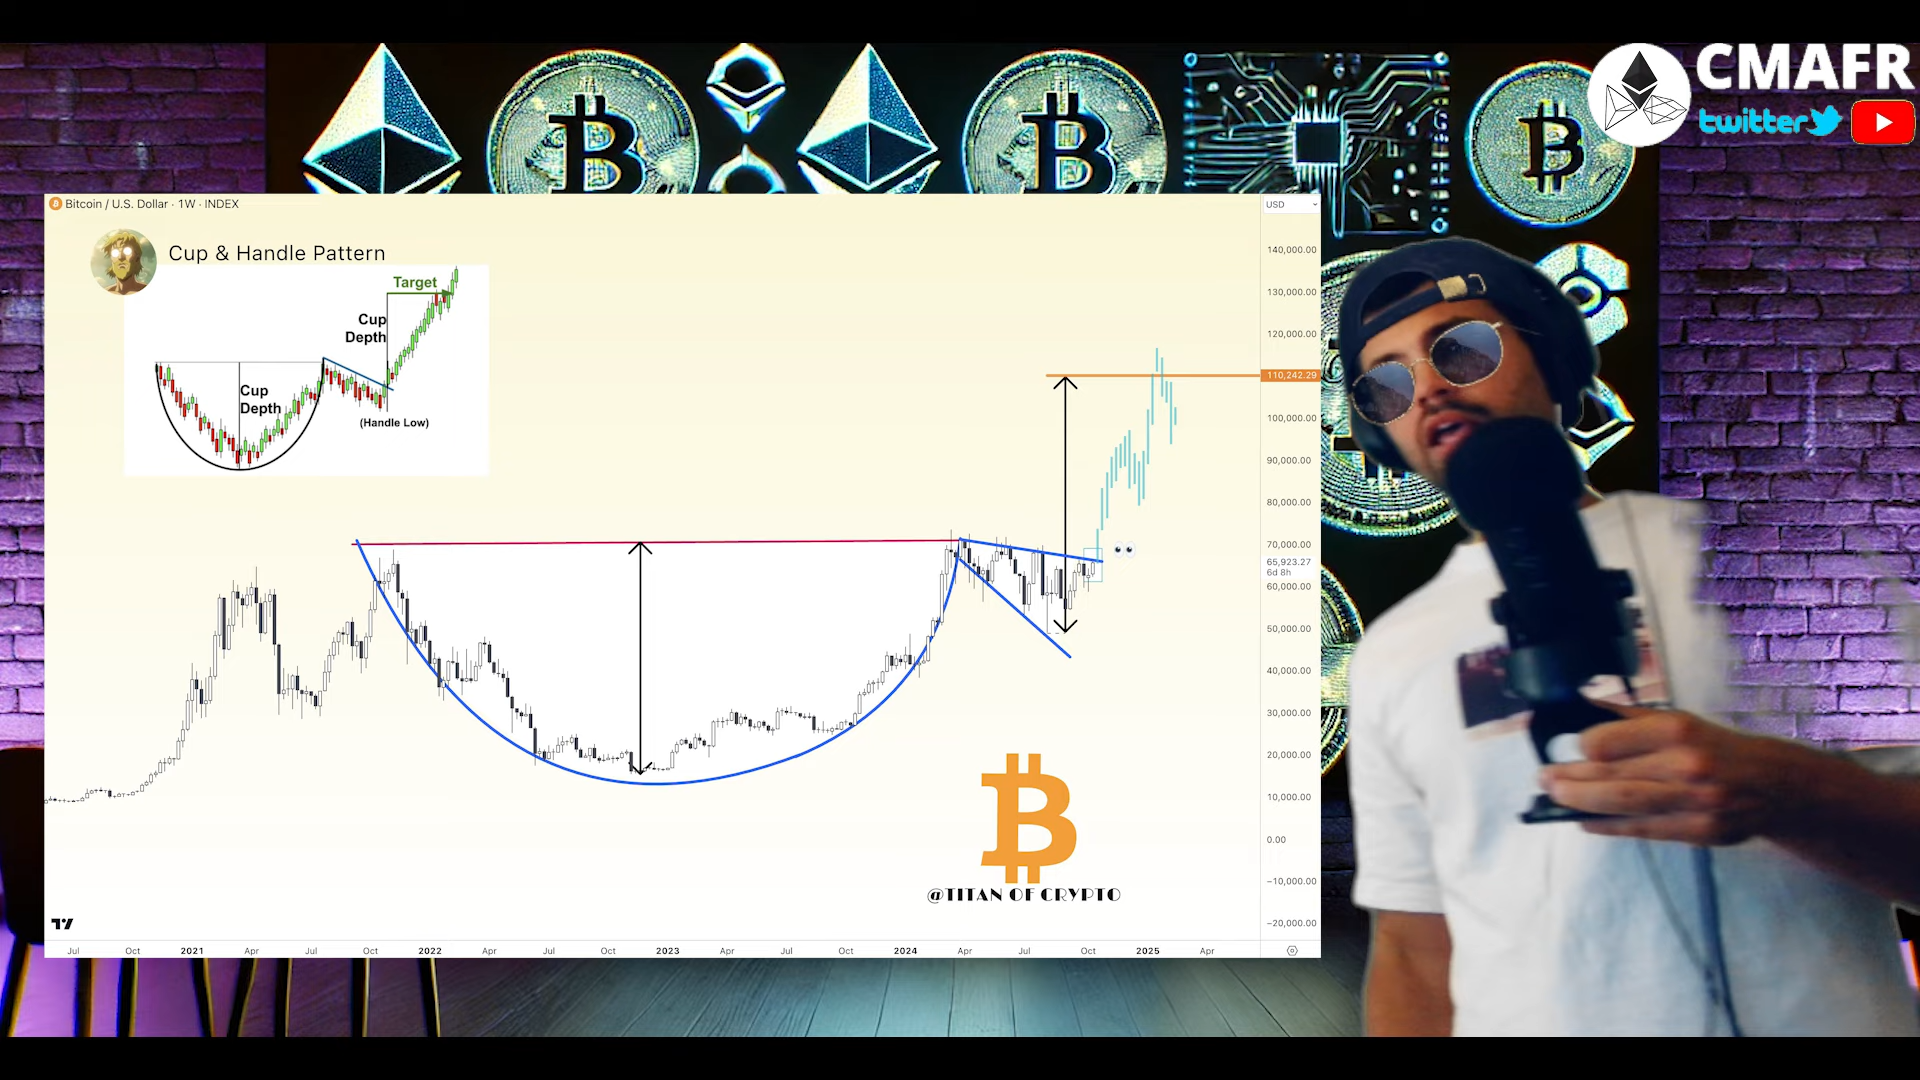 CMAFR
twitter
Bitcoin / U.S. Dollar · 1W · INDEX
USD
Cup & Handle Pattern
Target
Cup
Depth
Cup
Depth
(Handle Low)
140,000.00
130,000.00
120,000.00
110,242.29
100,000.00
90,000.00
80,000.00
70,000.00
65,923.27
6d 8h
60,000.00
50,000.00
40,000.00
30,000.00
20,000.00
10,000.00
0.00
−10,000.00
−20,000.00
@TITAN OF CRYPTO
Jul Oct 2021 Apr Jul Oct 2022 Apr Jul Oct 2023 Apr Jul Oct 2024 Apr Jul Oct 2025 Apr